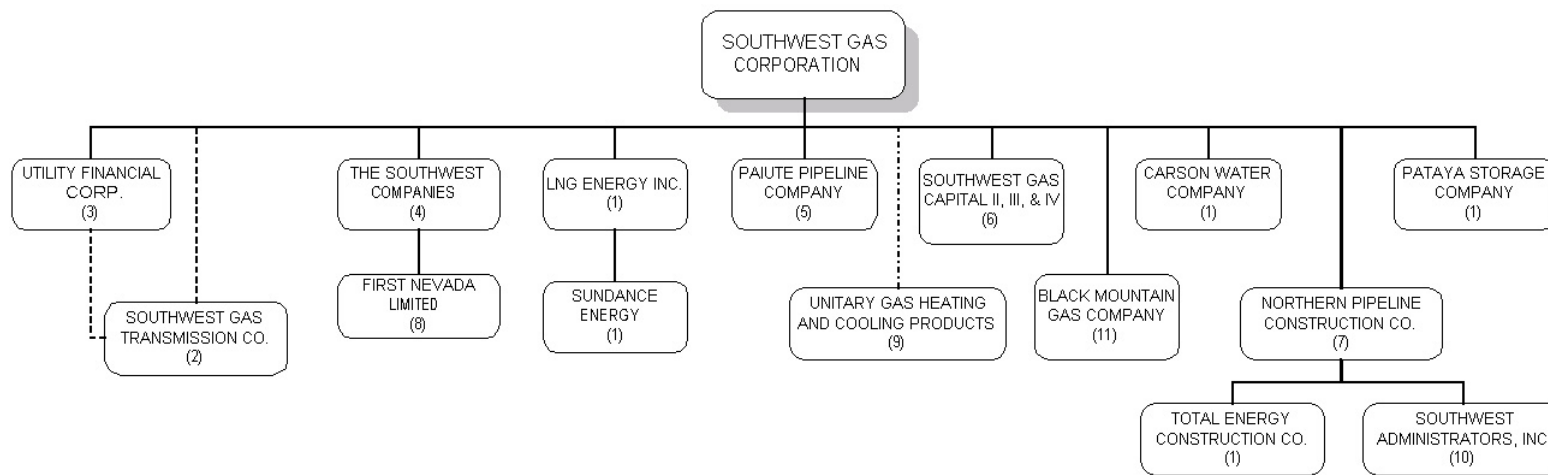 SOUTHWEST GAS
CORPORATION
UTILITY FINANCIAL
CORP.
(3)
THE SOUTHWEST
COMPANIES
(4)
LNG ENERGY INC.
(1)
PAIUTE PIPELINE
COMPANY
(5)
SOUTHWEST GAS
CAPITAL II, III, & IV
(6)
CARSON WATER
COMPANY
(1)
PATAYA STORAGE
COMPANY
(1)
SOUTHWEST GAS
TRANSMISSION CO.
(2)
FIRST NEVADA
LIMITED
(8)
SUNDANCE
ENERGY
(1)
UNITARY GAS HEATING
AND COOLING PRODUCTS
(9)
BLACK MOUNTAIN
GAS COMPANY
(11)
NORTHERN PIPELINE
CONSTRUCTION CO.
(7)
TOTAL ENERGY
CONSTRUCTION CO.
(1)
SOUTHWEST
ADMINISTRATORS, INC
(10)